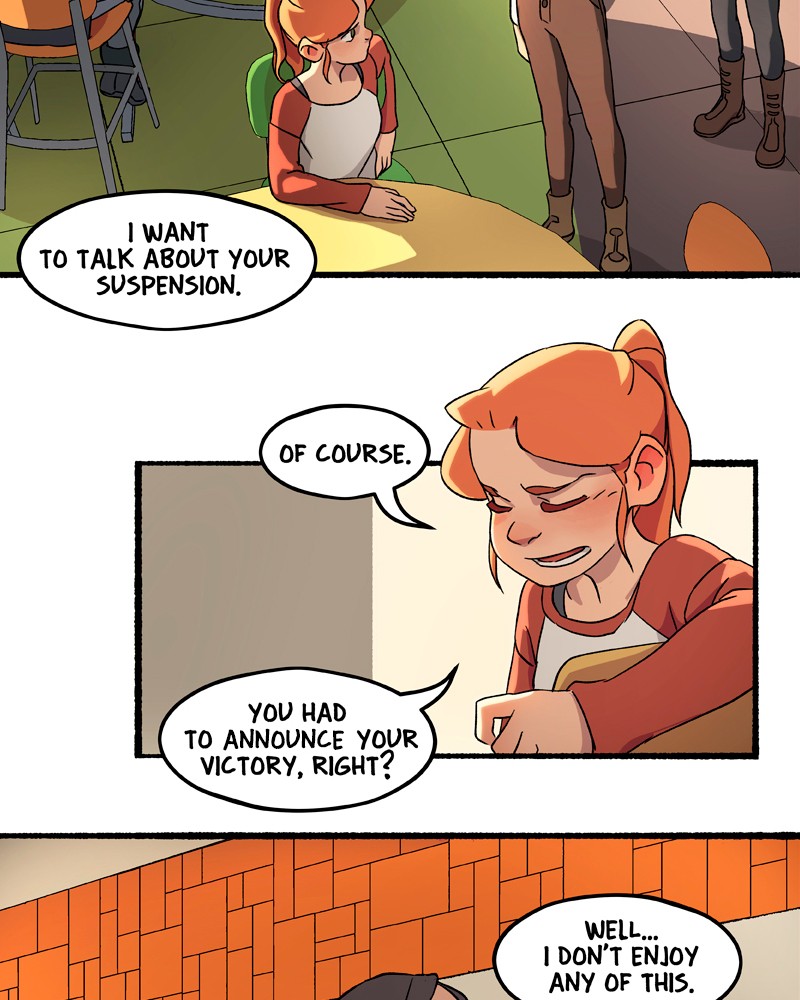 I WANT
TO TALK ABOUT YOUR
SUSPENSION.
OF COURSE.
YOU HAD
TO ANNOUNCE YOUR
VICTORY, RIGHT?
WELL...
I DON'T ENJOY
ANY OF THIS.